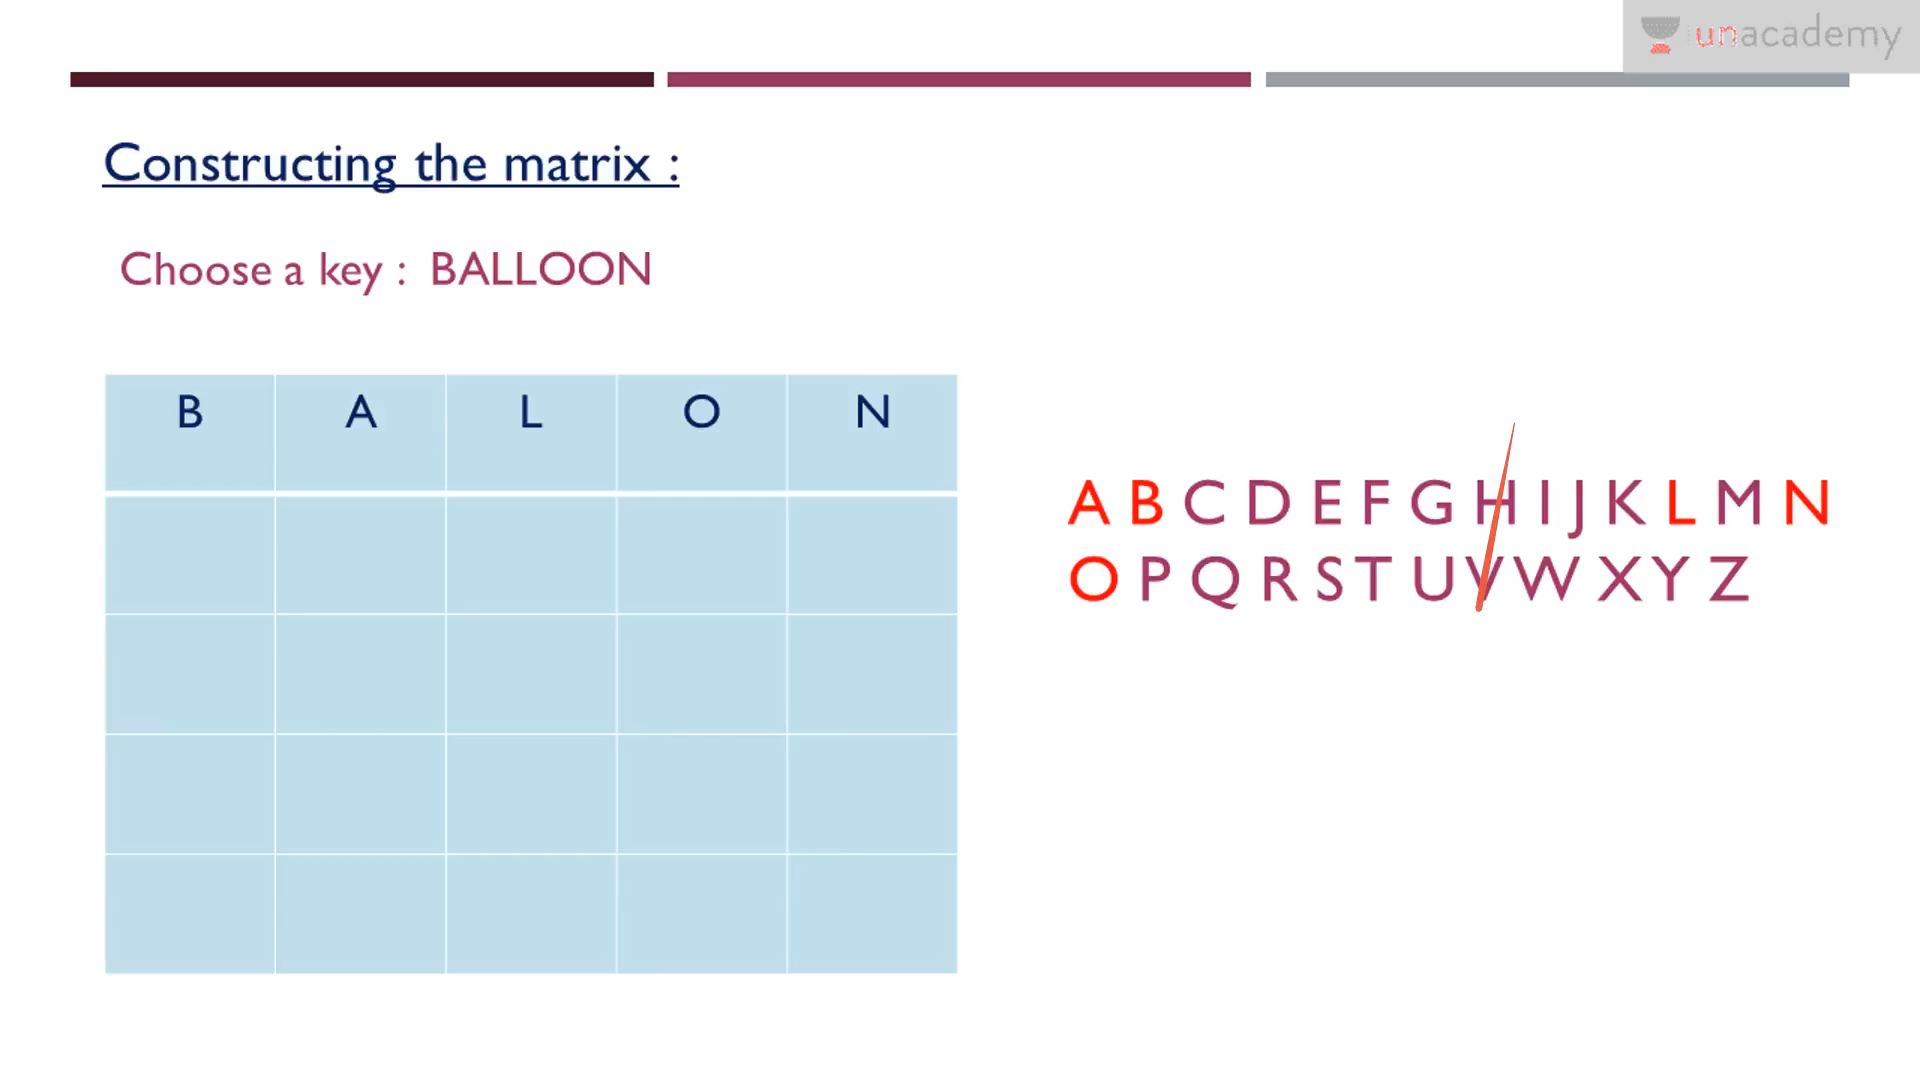 unacademy
Constructing the matrix :
Choose a key : BALLOON
B A L O N
A B C D E F G H I J K L M N
O P Q R S T U V W X Y Z